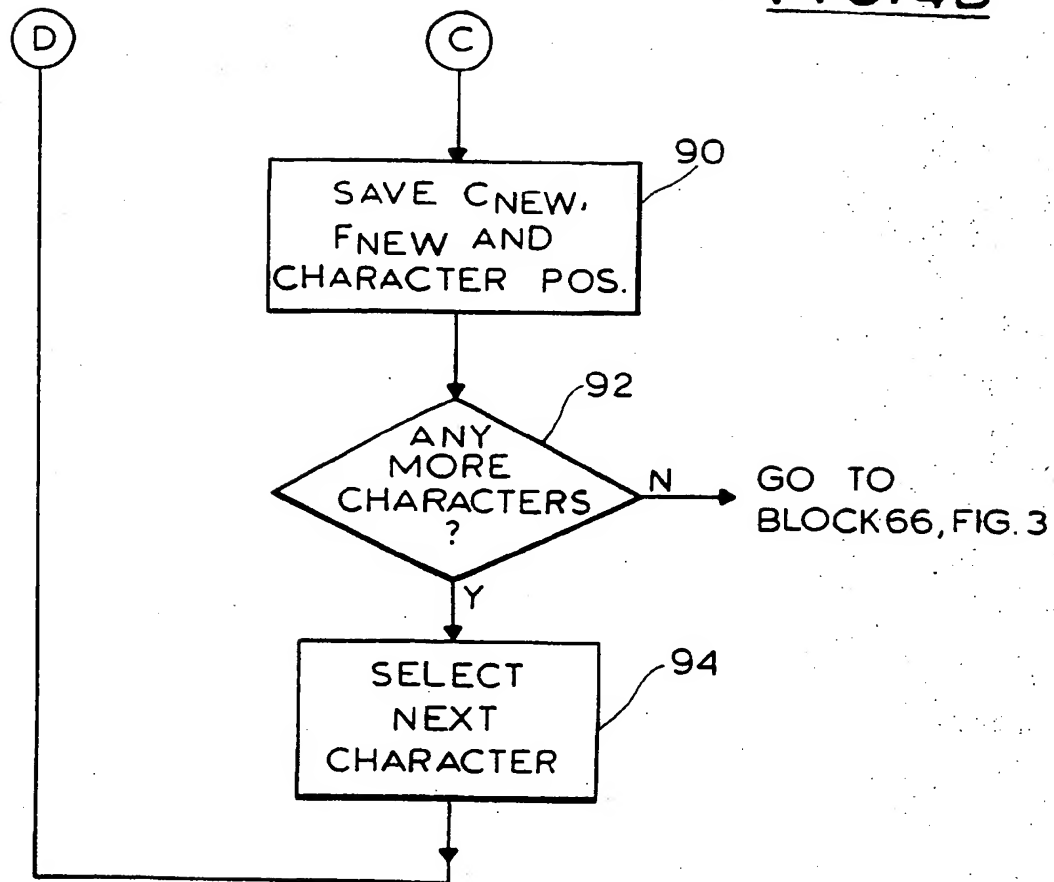 D
C
90
SAVE CNEW,
FNEW AND
CHARACTER POS.
92
ANY
MORE
CHARACTERS
?
N
GO TO
BLOCK 66, FIG. 3
Y
94
SELECT
NEXT
CHARACTER